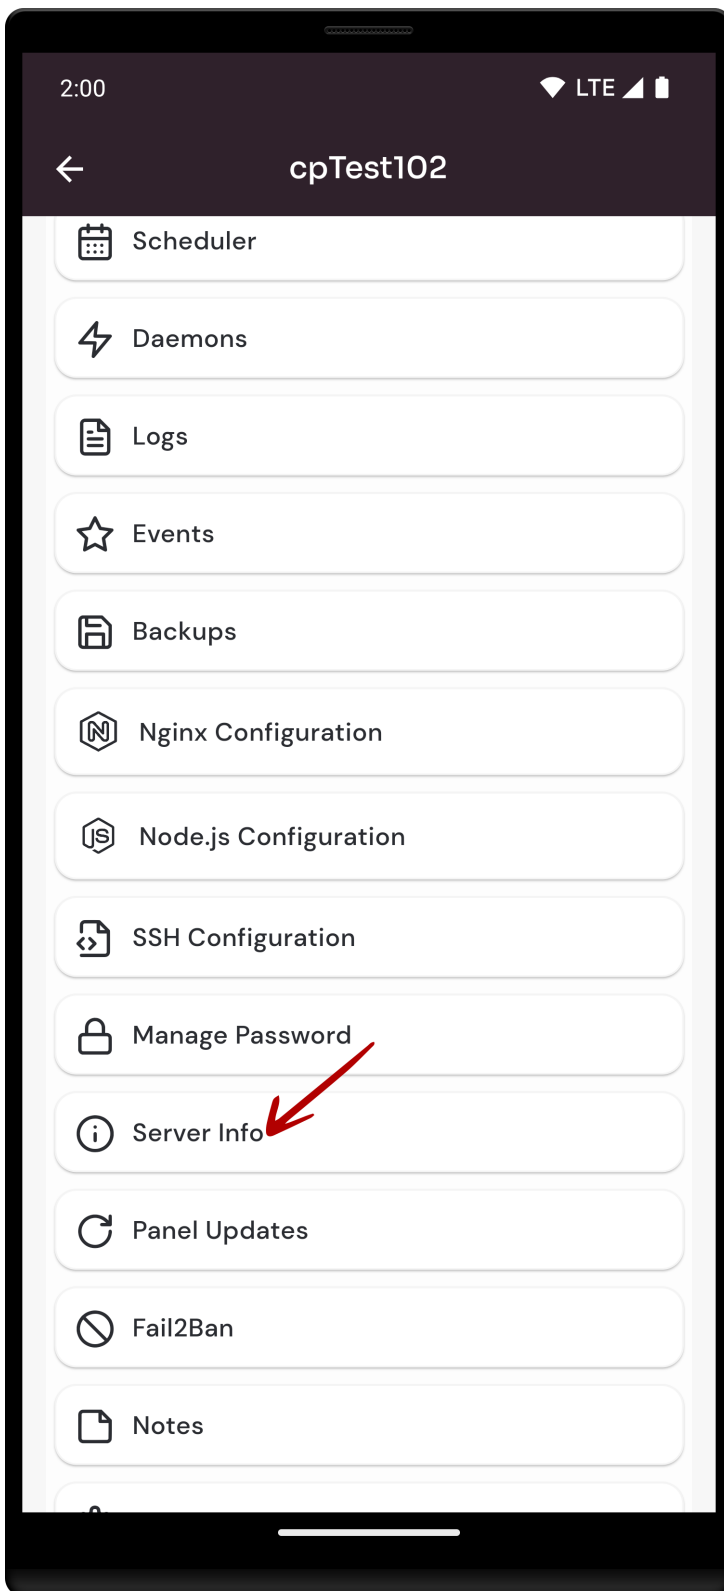 2:00
LTE
cpTest102
Scheduler
Daemons
Logs
Events
Backups
Nginx Configuration
JS
Node.js Configuration
SSH Configuration
Manage Password
Server Info
Panel Updates
Fail2Ban
Notes